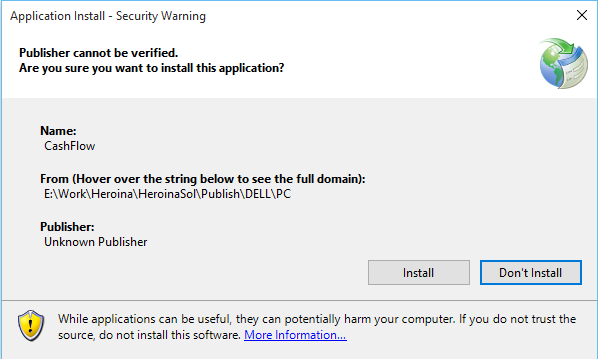 Application Install - Security Warning
Publisher cannot be verified.
Are you sure you want to install this application?
Name:
CashFlow
From (Hover over the string below to see the full domain):
E:\Work\Heroina\HeroinaSol\Publish\DELL\PC
Publisher:
Unknown Publisher
Install
Don't Install
While applications can be useful, they can potentially harm your computer. If you do not trust the
source, do not install this software. More Information...